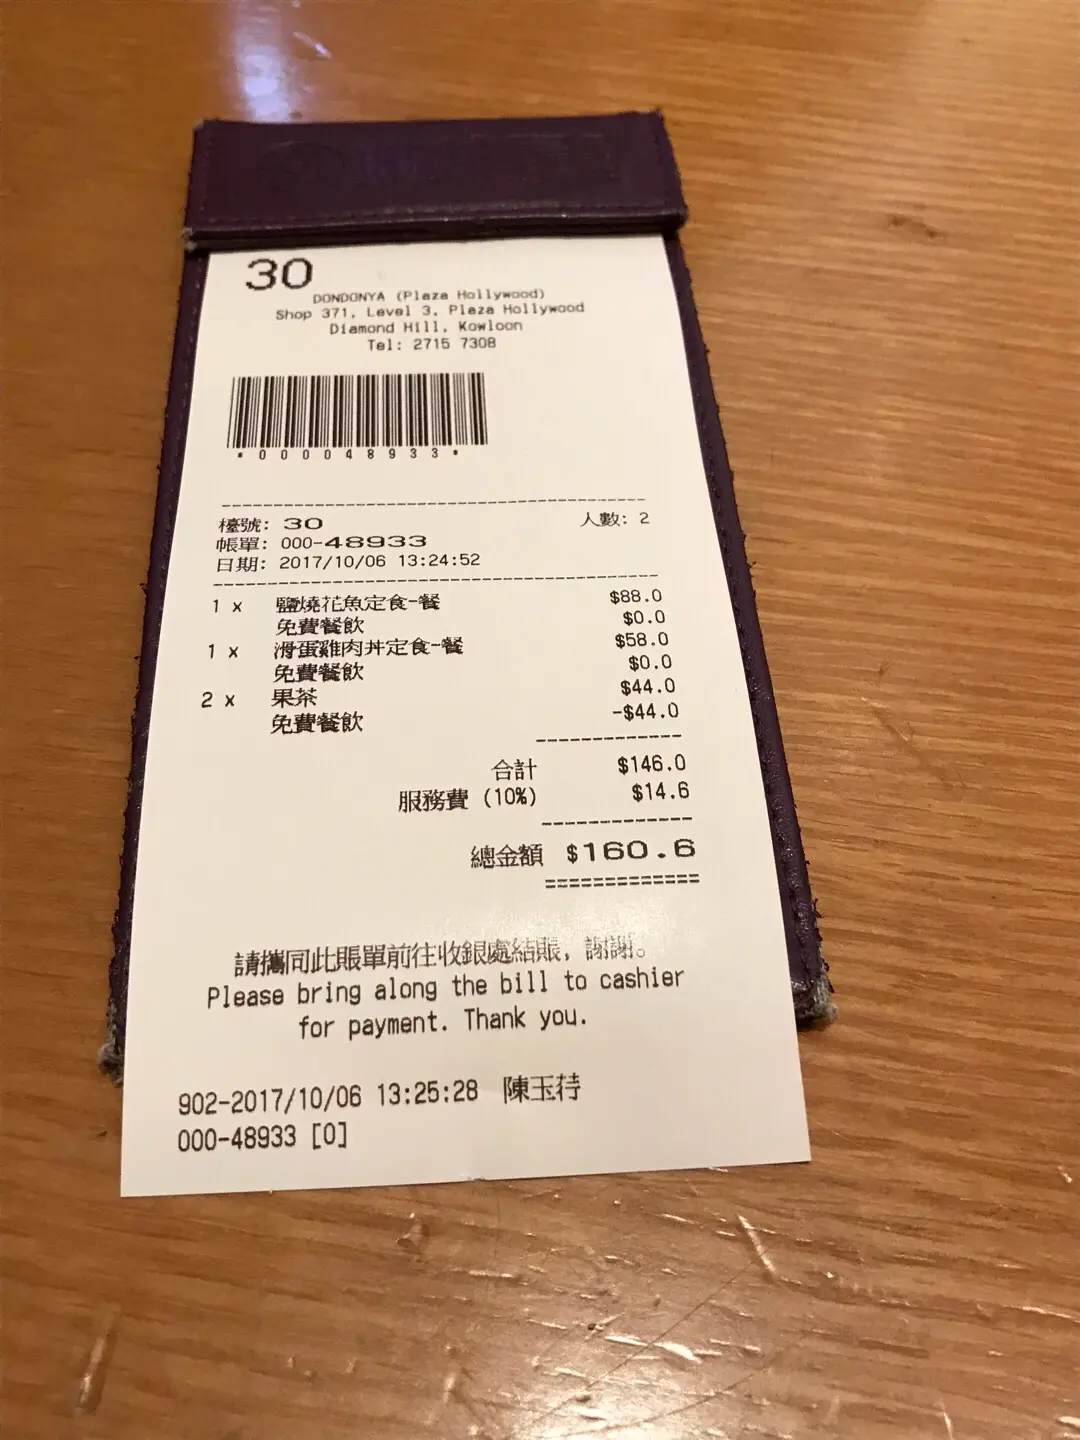 30
DONDONYA (Plaza Hollywood)
Shop 371, Level 3, Plaza Hollywood
Diamond Hill, Kowloon
Tel: 2715 7308
*00048933*
檯號: 30 人數: 2
帳單: 000-48933
日期: 2017/10/06 13:24:52
1 x 鹽燒花魚定食-餐 $88.0
免費餐飲 $0.0
1 x 滑蛋雞肉丼定食-餐 $58.0
免費餐飲 $0.0
2 x 果茶 $44.0
免費餐飲 -$44.0
合計 $146.0
服務費 (10%) $14.6
總金額 $160.6
請攜同此賬單前往收銀處結賬, 謝謝。
Please bring along the bill to cashier
for payment. Thank you.
902-2017/10/06 13:25:28 陳玉持
000-48933 [0]